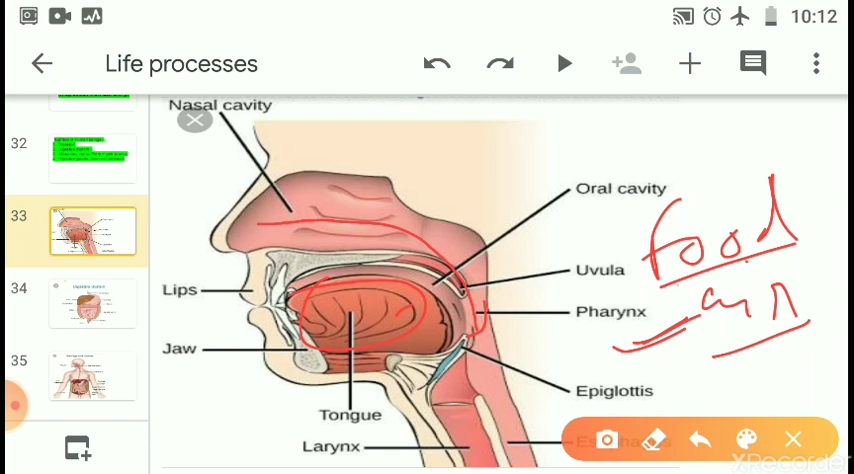 10:12
Life processes
Nasal cavity
32
Oral cavity
33
food
Uvula
Lips
Pharynx
34
Jaw
35
Epiglottis
Tongue
Larynx
Esophagus
XRecorder